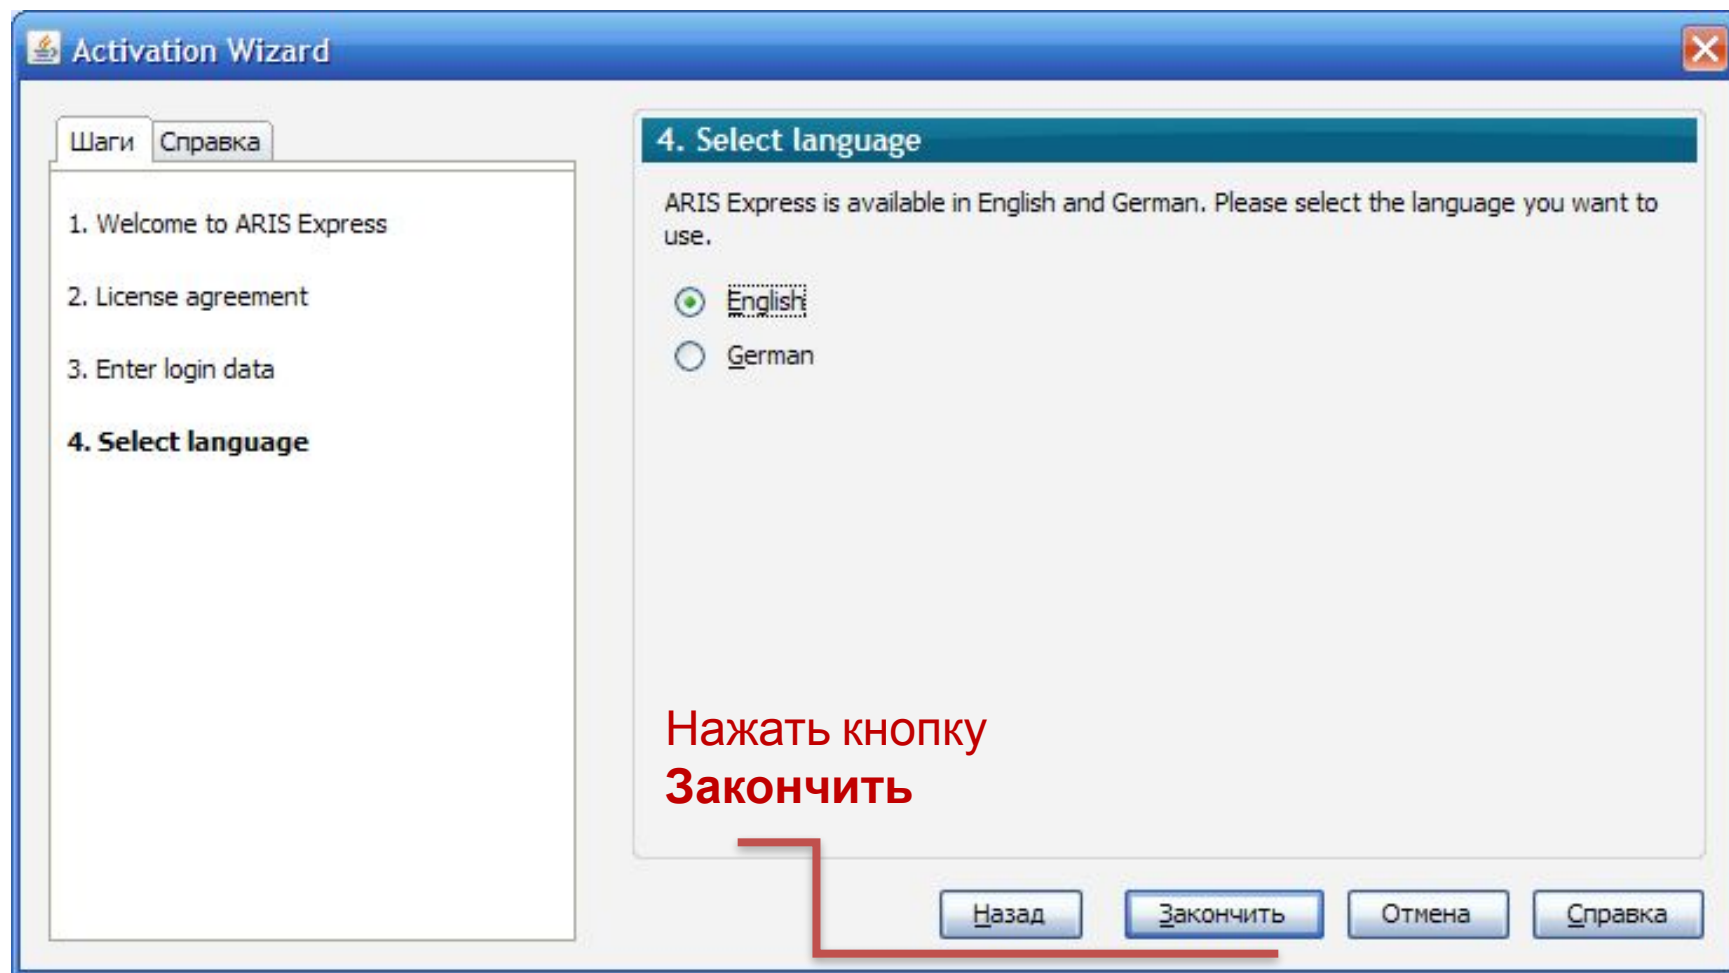 Activation Wizard
Шаги
Справка
1. Welcome to ARIS Express
2. License agreement
3. Enter login data
4. Select language
4. Select language
ARIS Express is available in English and German. Please select the language you want to
use.
English
German
Нажать кнопку
Закончить
Назад
Закончить
Отмена
Справка